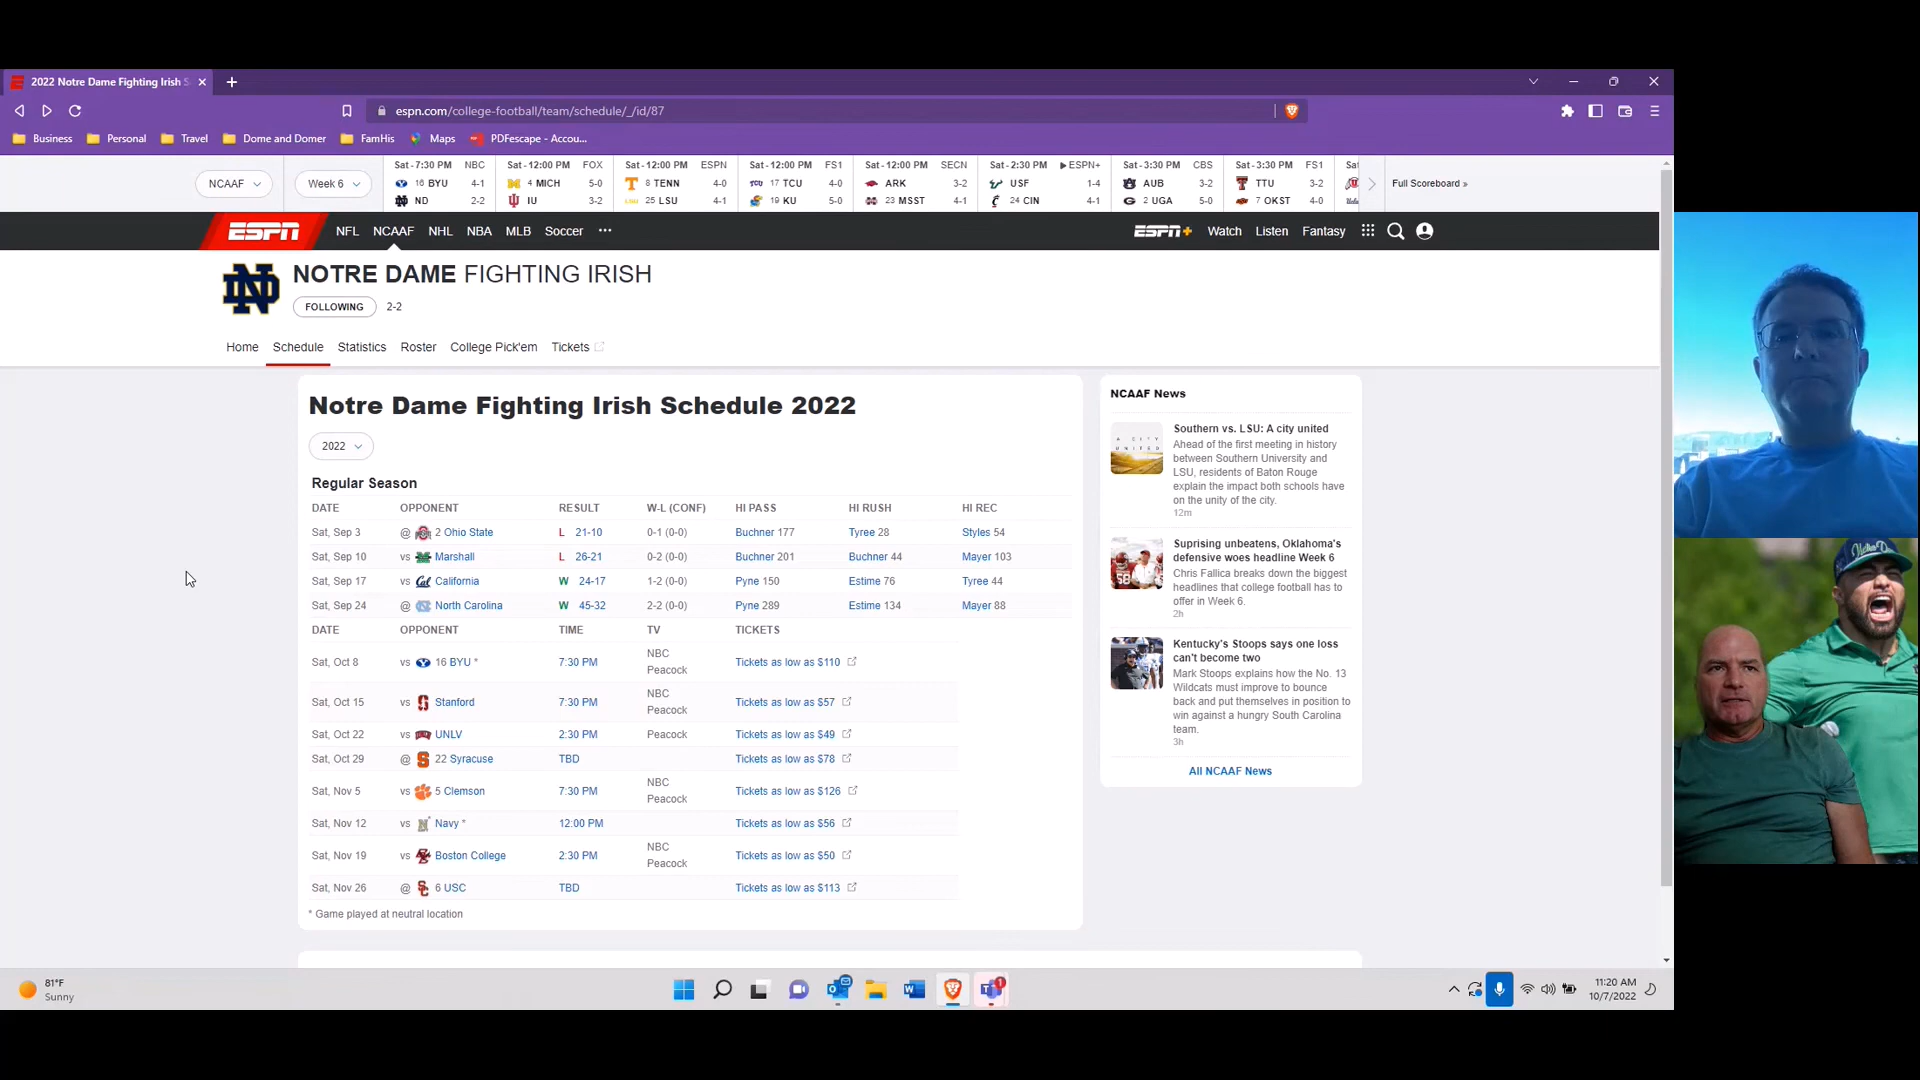 2022 Notre Dame Fighting Irish S
espn.com/college-football/team/schedule/_/id/87
Business Personal Travel Dome and Domer FamHis Maps PDFescape - Accou...
NCAAF Week 6
Sat - 7:30 PM NBC
16 BYU 4-1
ND 2-2
Sat - 12:00 PM FOX
4 MICH 5-0
IU 3-2
Sat - 12:00 PM ESPN
8 TENN 4-0
25 LSU 4-1
Sat - 12:00 PM FS1
17 TCU 4-0
19 KU 5-0
Sat - 12:00 PM SECN
ARK 3-2
23 MSST 4-1
Sat - 2:30 PM ESPN+
USF 1-4
24 CIN 4-1
Sat - 3:30 PM CBS
AUB 3-2
2 UGA 5-0
Sat - 3:30 PM FS1
TTU 3-2
7 OKST 4-0
Full Scoreboard »
ESPN NFL NCAAF NHL NBA MLB Soccer ... ESPN+ Watch Listen Fantasy
NOTRE DAME FIGHTING IRISH
FOLLOWING 2-2
Home Schedule Statistics Roster College Pick'em Tickets
Notre Dame Fighting Irish Schedule 2022
2022
Regular Season
DATE OPPONENT RESULT W-L (CONF) HI PASS HI RUSH HI REC
Sat, Sep 3 @ 2 Ohio State L 21-10 0-1 (0-0) Buchner 177 Tyree 28 Styles 54
Sat, Sep 10 vs Marshall L 26-21 0-2 (0-0) Buchner 201 Buchner 44 Mayer 103
Sat, Sep 17 vs California W 24-17 1-2 (0-0) Pyne 150 Estime 76 Tyree 44
Sat, Sep 24 @ North Carolina W 45-32 2-2 (0-0) Pyne 289 Estime 134 Mayer 88
DATE OPPONENT TIME TV TICKETS
Sat, Oct 8 vs 16 BYU * 7:30 PM NBC Peacock Tickets as low as $110
Sat, Oct 15 vs Stanford 7:30 PM NBC Peacock Tickets as low as $57
Sat, Oct 22 vs UNLV 2:30 PM Peacock Tickets as low as $49
Sat, Oct 29 @ 22 Syracuse TBD Tickets as low as $78
Sat, Nov 5 vs 5 Clemson 7:30 PM NBC Peacock Tickets as low as $126
Sat, Nov 12 vs Navy * 12:00 PM Tickets as low as $56
Sat, Nov 19 vs Boston College 2:30 PM NBC Peacock Tickets as low as $50
Sat, Nov 26 @ 6 USC TBD Tickets as low as $113
* Game played at neutral location
NCAAF News
Southern vs. LSU: A city united
Ahead of the first meeting in history
between Southern University and
LSU, residents of Baton Rouge
explain the impact both schools have
on the unity of the city.
12m
Suprising unbeatens, Oklahoma's
defensive woes headline Week 6
Chris Fallica breaks down the biggest
headlines that college football has to
offer in Week 6.
2h
Kentucky's Stoops says one loss
can't become two
Mark Stoops explains how the No. 13
Wildcats must improve to bounce
back and put themselves in position to
win against a hungry South Carolina
team.
3h
All NCAAF News
81°F
Sunny
11:20 AM
10/7/2022